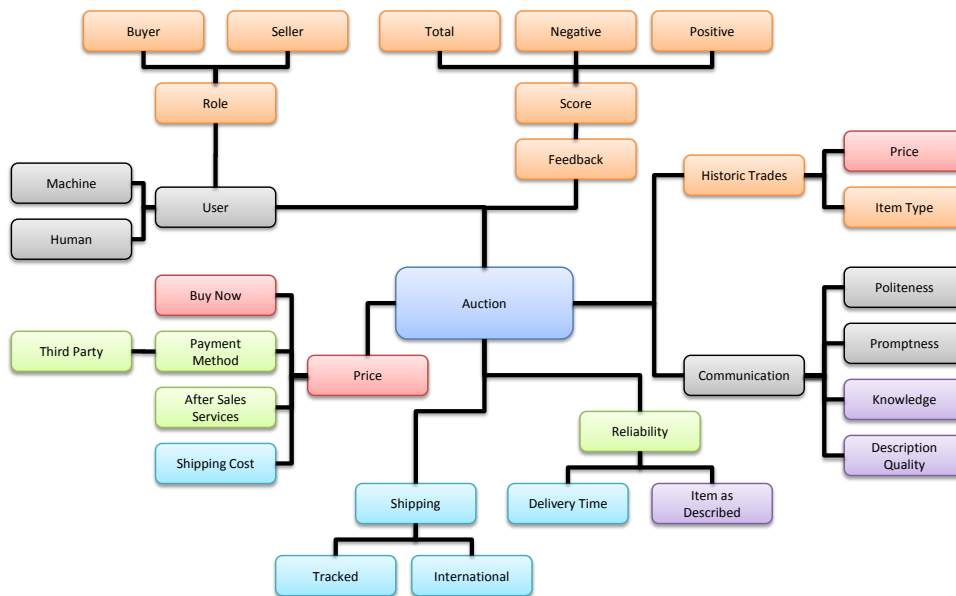 Buyer
Seller
Total
Negative
Positive
Role
Score
Feedback
Historic Trades
Price
Item Type
Machine
Human
User
Buy Now
Auction
Politeness
Third Party
Payment
Method
Price
Promptness
Communication
After Sales
Services
Knowledge
Reliability
Shipping Cost
Description
Quality
Shipping
Delivery Time
Item as
Described
Tracked
International